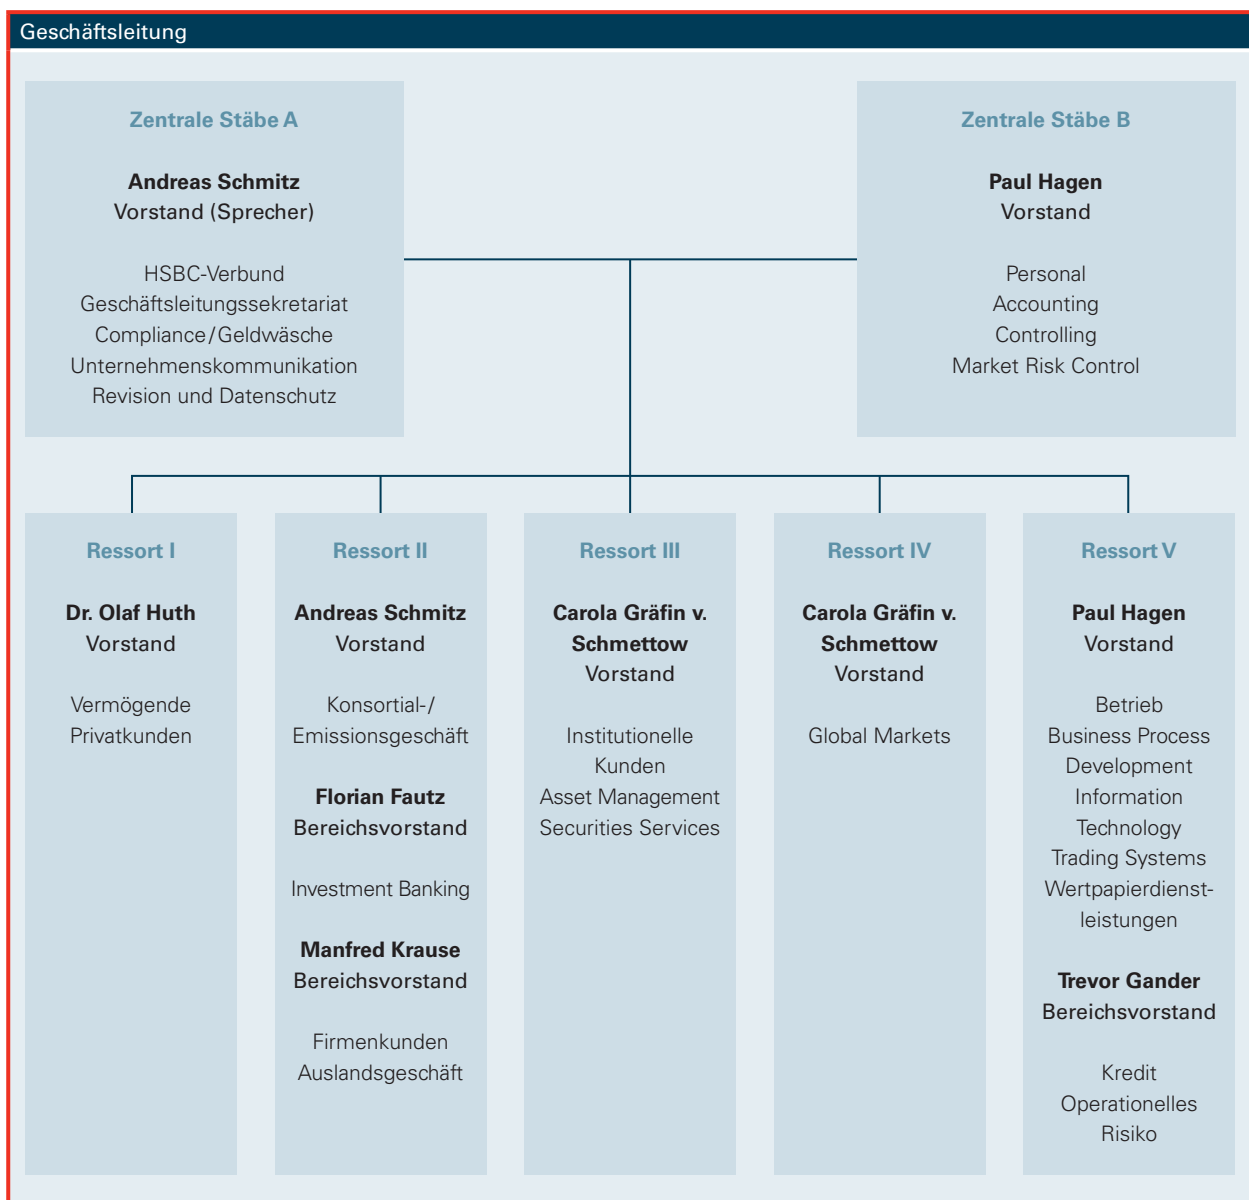 Geschäftsleitung
Zentrale Stäbe A
Andreas Schmitz
Vorstand (Sprecher)
HSBC-Verbund
Geschäftsleitungssekretariat
Compliance/Geldwäsche
Unternehmenskommunikation
Revision und Datenschutz
Zentrale Stäbe B
Paul Hagen
Vorstand
Personal
Accounting
Controlling
Market Risk Control
Ressort I
Dr. Olaf Huth
Vorstand
Vermögende
Privatkunden
Ressort II
Andreas Schmitz
Vorstand
Konsortial-/
Emissionsgeschäft
Florian Fautz
Bereichsvorstand
Investment Banking
Manfred Krause
Bereichsvorstand
Firmenkunden
Auslandsgeschäft
Ressort III
Carola Gräfin v.
Schmettow
Vorstand
Institutionelle
Kunden
Asset Management
Securities Services
Ressort IV
Carola Gräfin v.
Schmettow
Vorstand
Global Markets
Ressort V
Paul Hagen
Vorstand
Betrieb
Business Process
Development
Information
Technology
Trading Systems
Wertpapierdienst-
leistungen
Trevor Gander
Bereichsvorstand
Kredit
Operationelles
Risiko